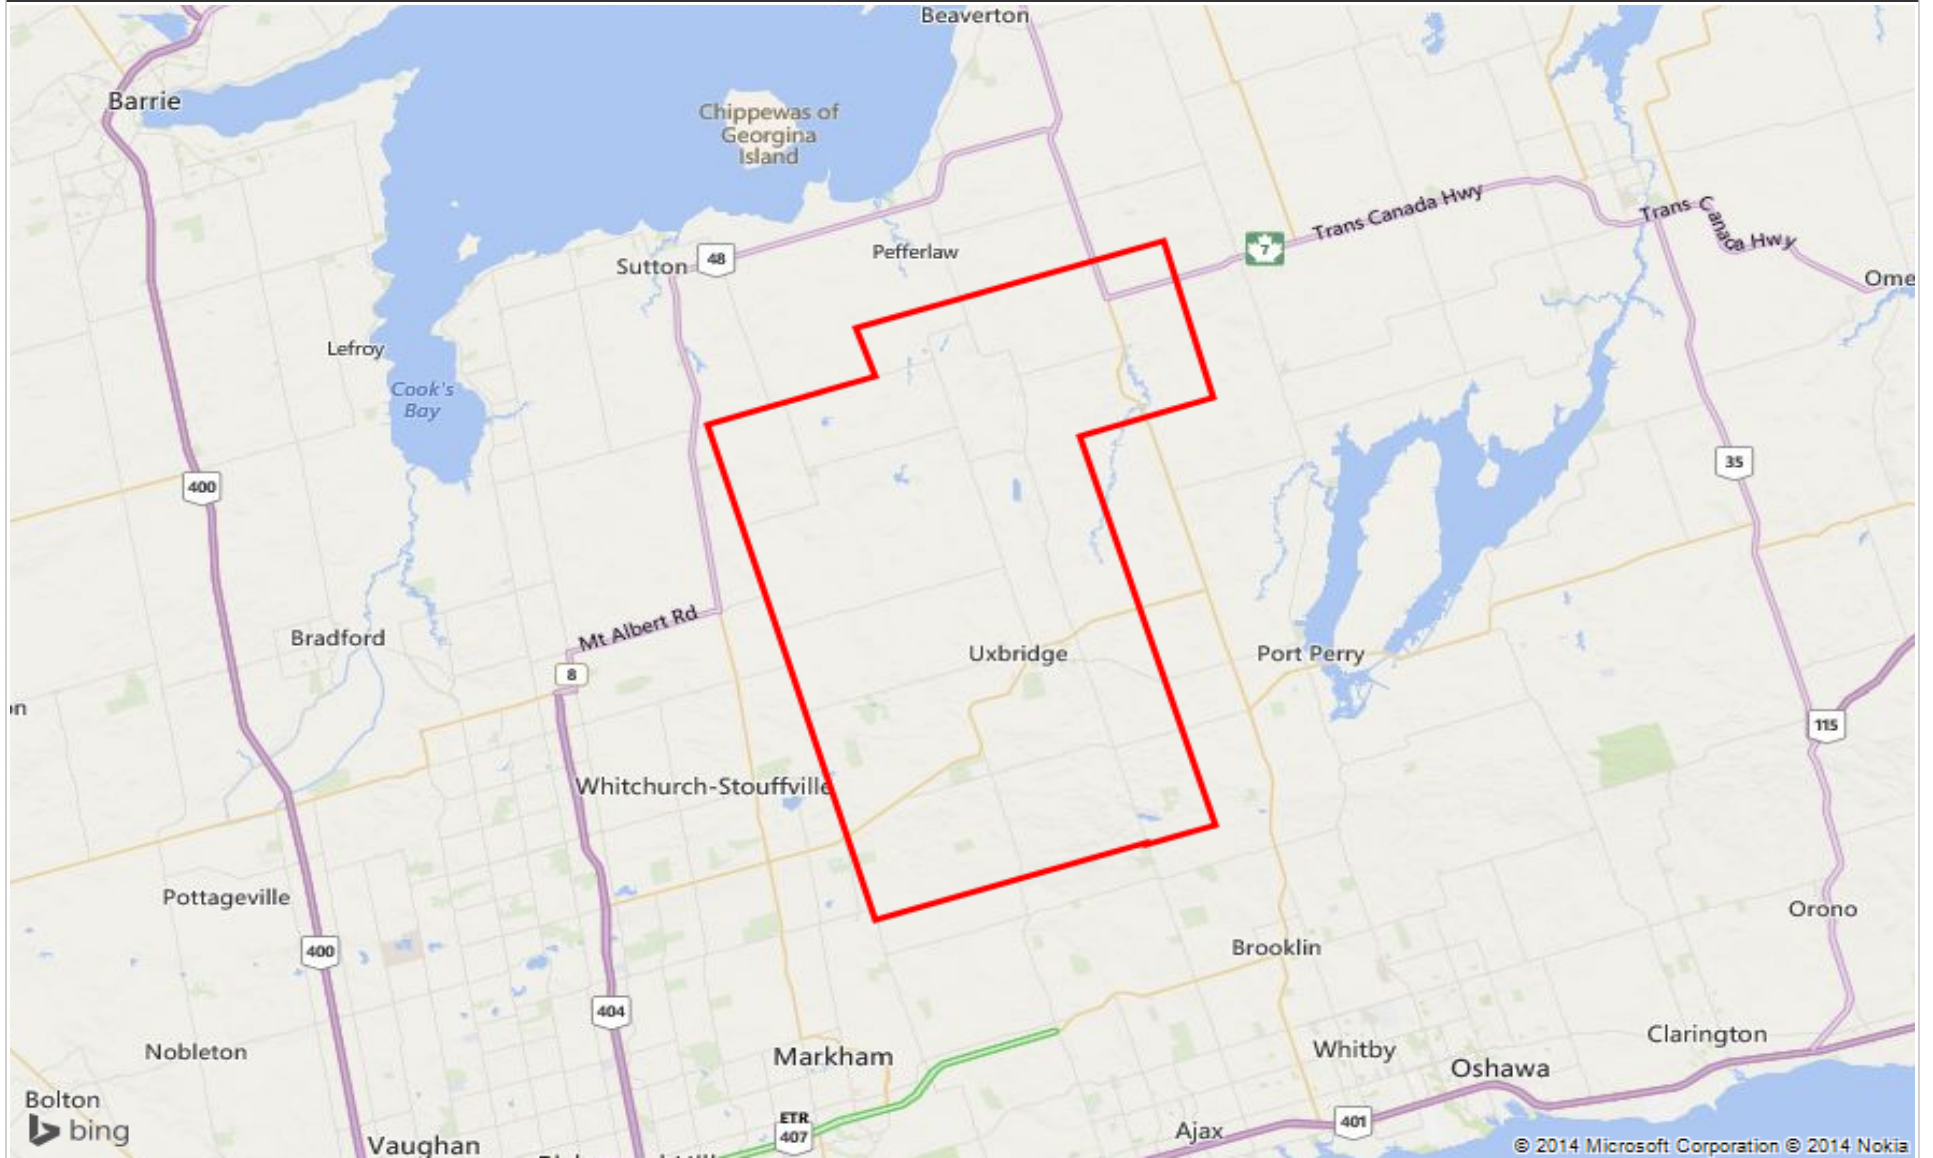 Beaverton
Barrie
Chippewas of
Georgina
Island
Trans Canada Hwy
Trans Canada Hwy
7
Pefferlaw
Sutton
48
Ome
Lefroy
Cook's
Bay
400
35
Mt Albert Rd
Bradford
Uxbridge
Port Perry
8
on
115
Whitchurch-Stouffville
Pottageville
Orono
400
Brooklin
404
Clarington
Nobleton
Markham
Whitby
Oshawa
Bolton
bing
ETR
407
Ajax
401
Vaughan
© 2014 Microsoft Corporation © 2014 Nokia